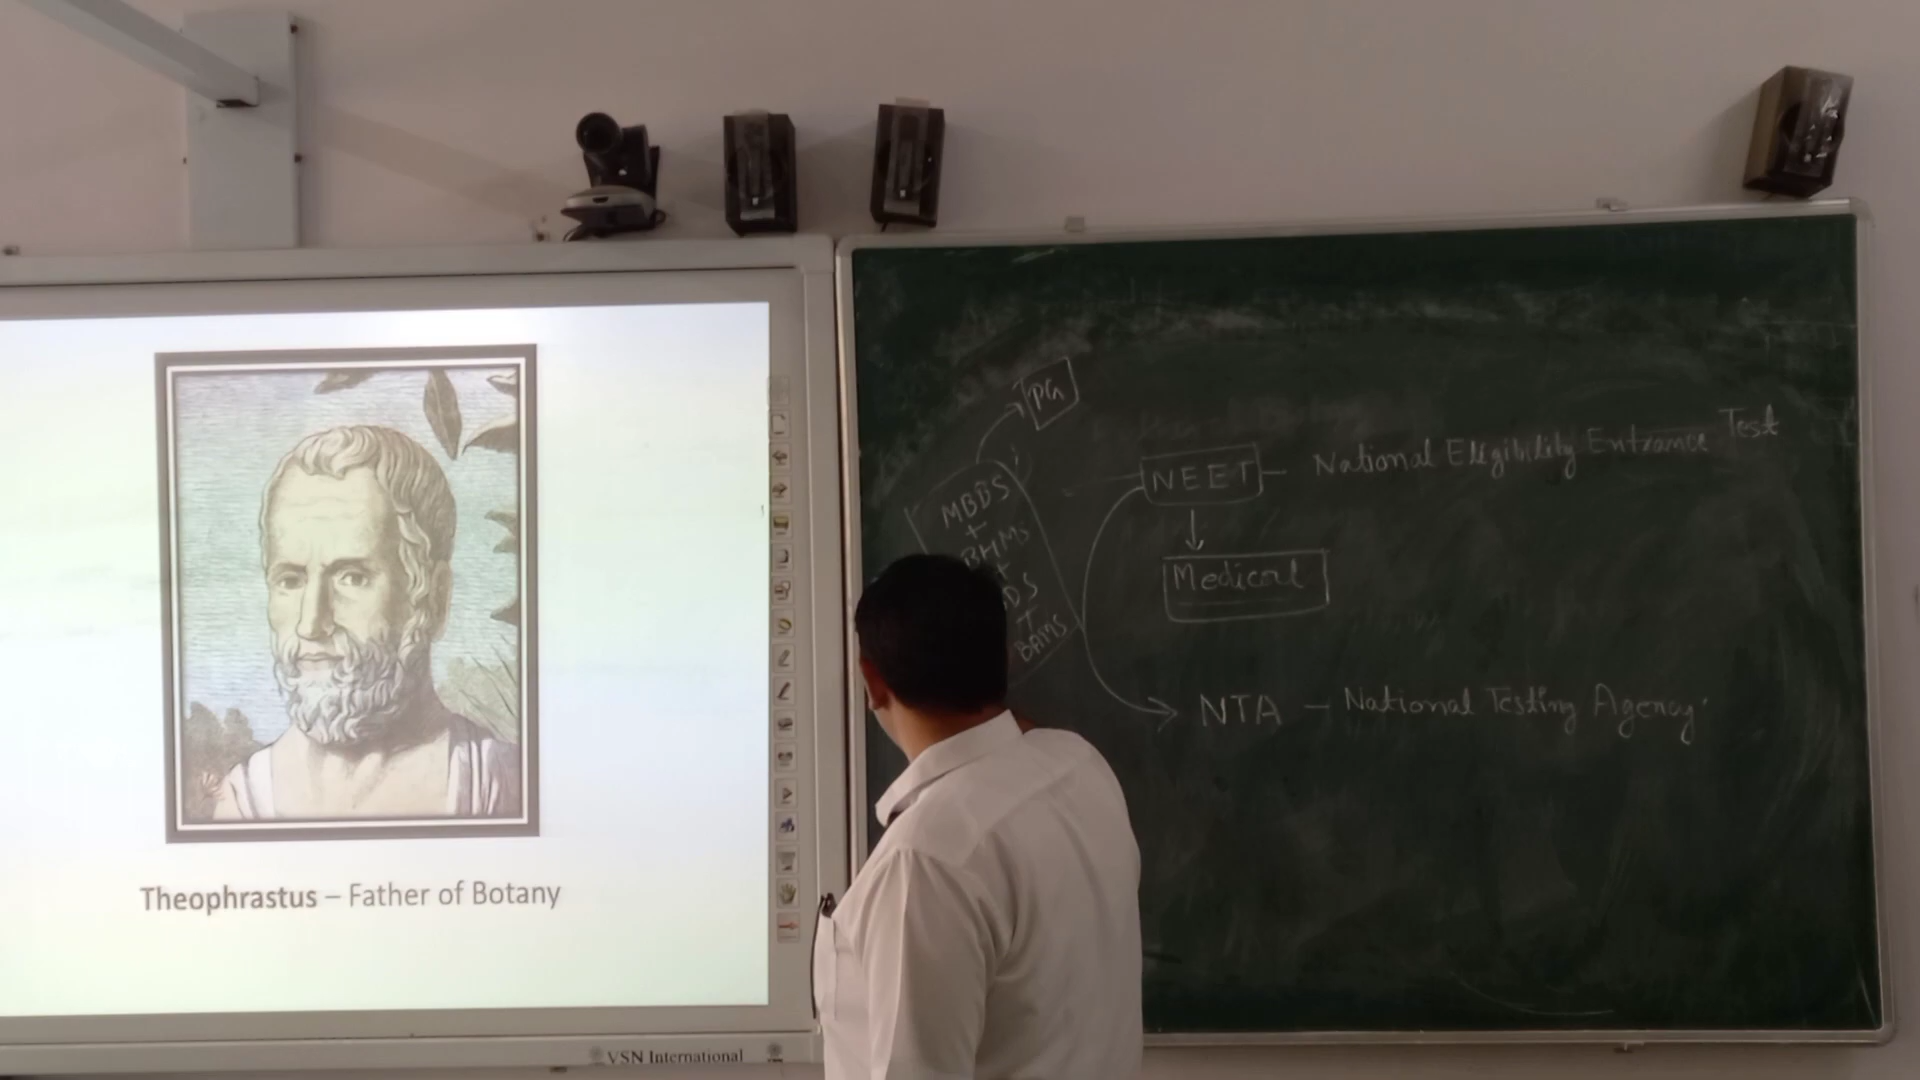 Theophrastus – Father of Botany
VSN International
PG
MBBS
+
BHMS
+
DS
+
BAMS
NEET – National Eligibility Entrance Test
Medical
NTA – National Testing Agency